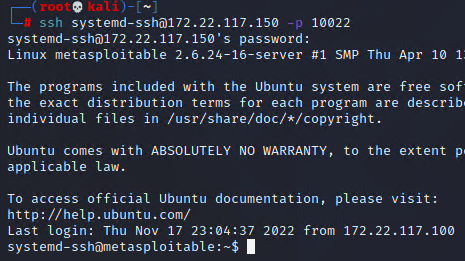 (root💀kali)-[~]
# ssh systemd-ssh@172.22.117.150 -p 10022
systemd-ssh@172.22.117.150's password:
Linux metasploitable 2.6.24-16-server #1 SMP Thu Apr 10 1
The programs included with the Ubuntu system are free sof
the exact distribution terms for each program are describe
individual files in /usr/share/doc/*/copyright.
Ubuntu comes with ABSOLUTELY NO WARRANTY, to the extent pe
applicable law.
To access official Ubuntu documentation, please visit:
http://help.ubuntu.com/
Last login: Thu Nov 17 23:04:37 2022 from 172.22.117.100
systemd-ssh@metasploitable:~$